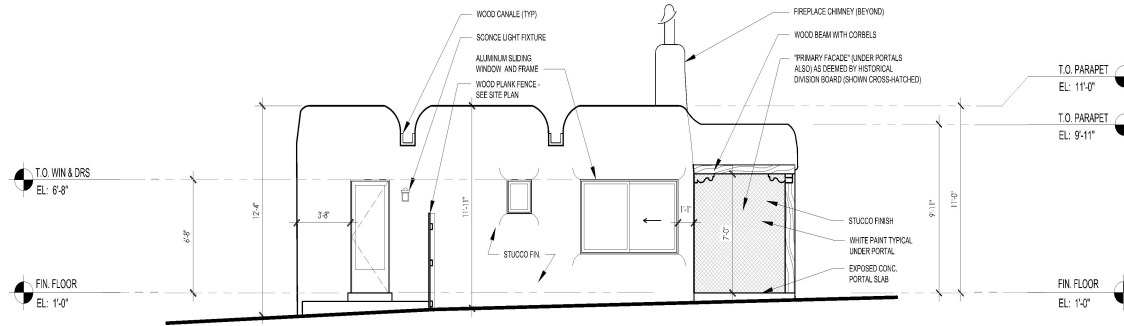 WOOD CANALE (TYP)
SCONCE LIGHT FIXTURE
ALUMINUM SLIDING
WINDOW AND FRAME
WOOD PLANK FENCE -
SEE SITE PLAN
FIREPLACE CHIMNEY (BEYOND)
WOOD BEAM WITH CORBELS
"PRIMARY FACADE" (UNDER PORTALS
ALSO) AS DEEMED BY HISTORICAL
DIVISION BOARD (SHOWN CROSS-HATCHED)
T.O. PARAPET
EL: 11'-0"
T.O. PARAPET
EL: 9'-11"
T.O. WIN & DRS
EL: 6'-8"
FIN. FLOOR
EL: 1'-0"
6'-8"
12'-4"
3'-8"
11'-11"
STUCCO FIN.
1'-1"
7'-0"
STUCCO FINISH
WHITE PAINT TYPICAL
UNDER PORTAL
EXPOSED CONC.
PORTAL SLAB
9'-11"
11'-0"
FIN. FLOOR
EL: 1'-0"